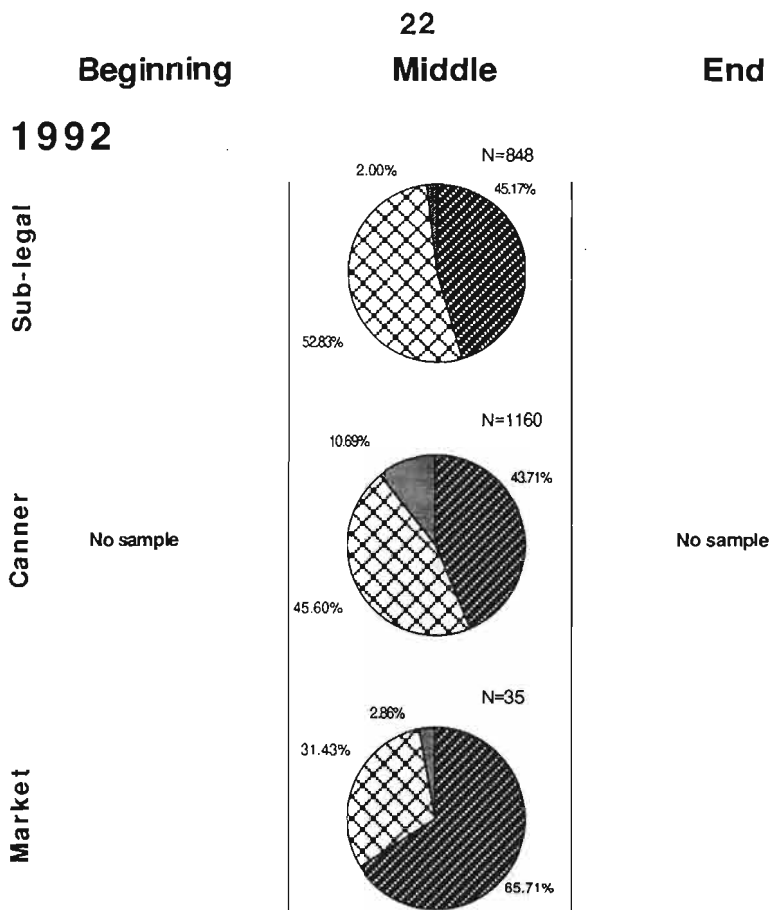 22
Beginning Middle End
1992
Sub-legal
N=848
2.00%
45.17%
52.83%
Canner
N=1160
10.69%
43.71%
No sample
No sample
45.60%
Market
N=35
2.86%
31.43%
65.71%